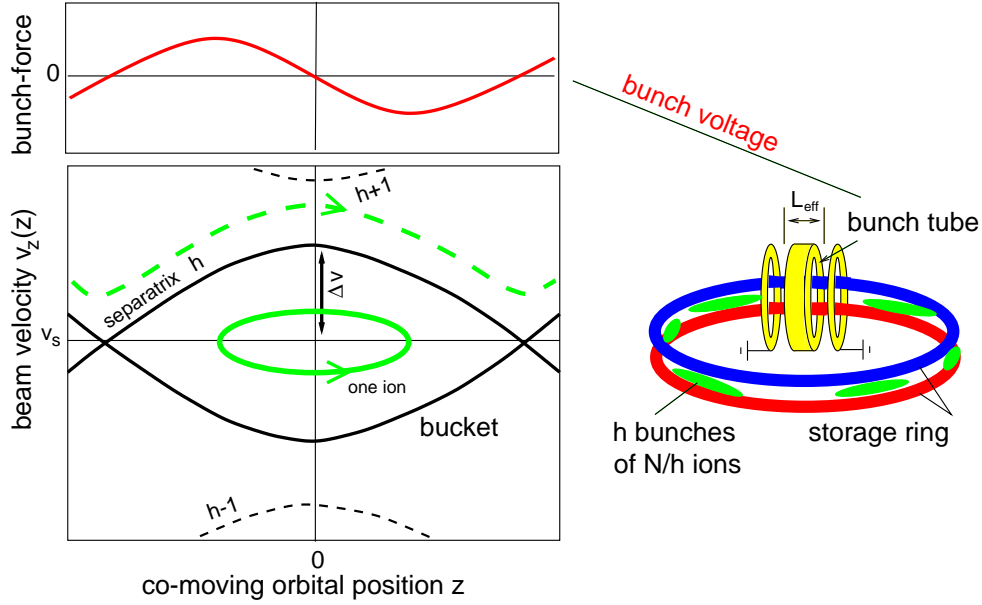 bunch-force
0
beam velocity v_z(z)
v_s
h+1
separatrix h
Δv
one ion
bucket
h-1
0
co-moving orbital position z
bunch voltage
L_eff
bunch tube
h bunches
of N/h ions
storage ring